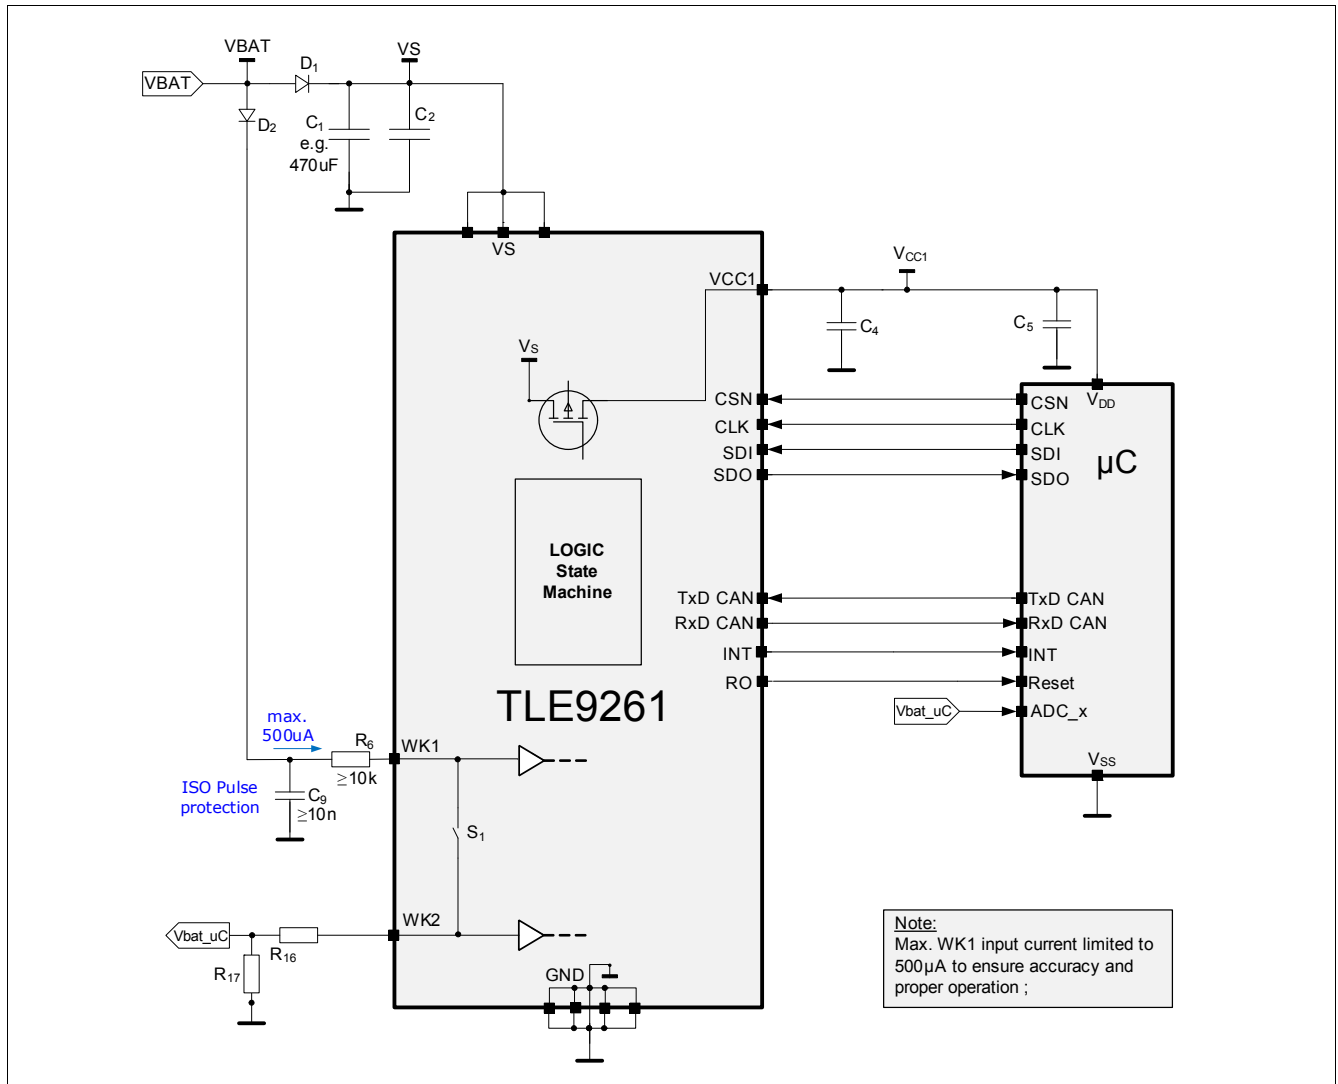 VBAT
VS
VBAT
D1
D2
C1
e.g.
470uF
C2
VS
VCC1
VCC1
C4
C5
VS
CSN
CLK
SDI
SDO
CSN
CLK
SDI
SDO
VDD
µC
LOGIC
State
Machine
TxD CAN
RxD CAN
INT
RO
TxD CAN
RxD CAN
INT
Reset
ADC_x
Vbat_uC
VSS
TLE9261
max.
500uA
R6
≥10k
WK1
ISO Pulse
protection
C9
≥10n
S1
WK2
Vbat_uC
R16
R17
GND
Note:
Max. WK1 input current limited to
500µA to ensure accuracy and
proper operation ;